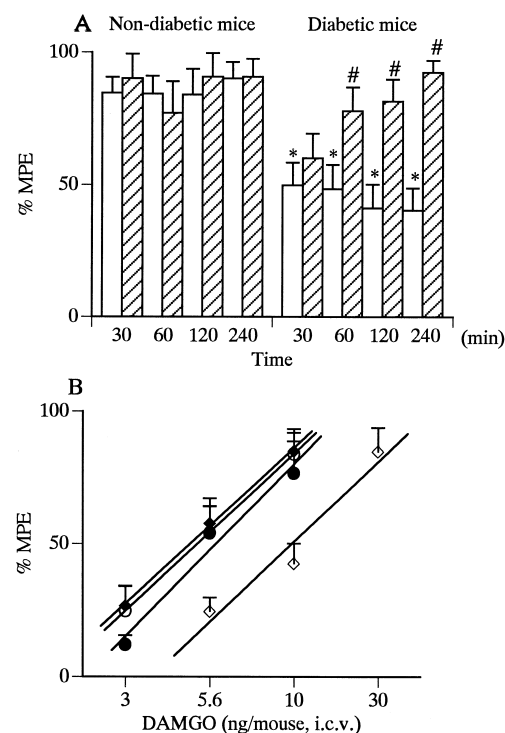 A Non-diabetic mice Diabetic mice
100
# # #
* * * *
50
% MPE
0
30 60 120 240 30 60 120 240 (min)
Time
B
100
50
% MPE
0
3 5.6 10 30
DAMGO (ng/mouse, i.c.v.)